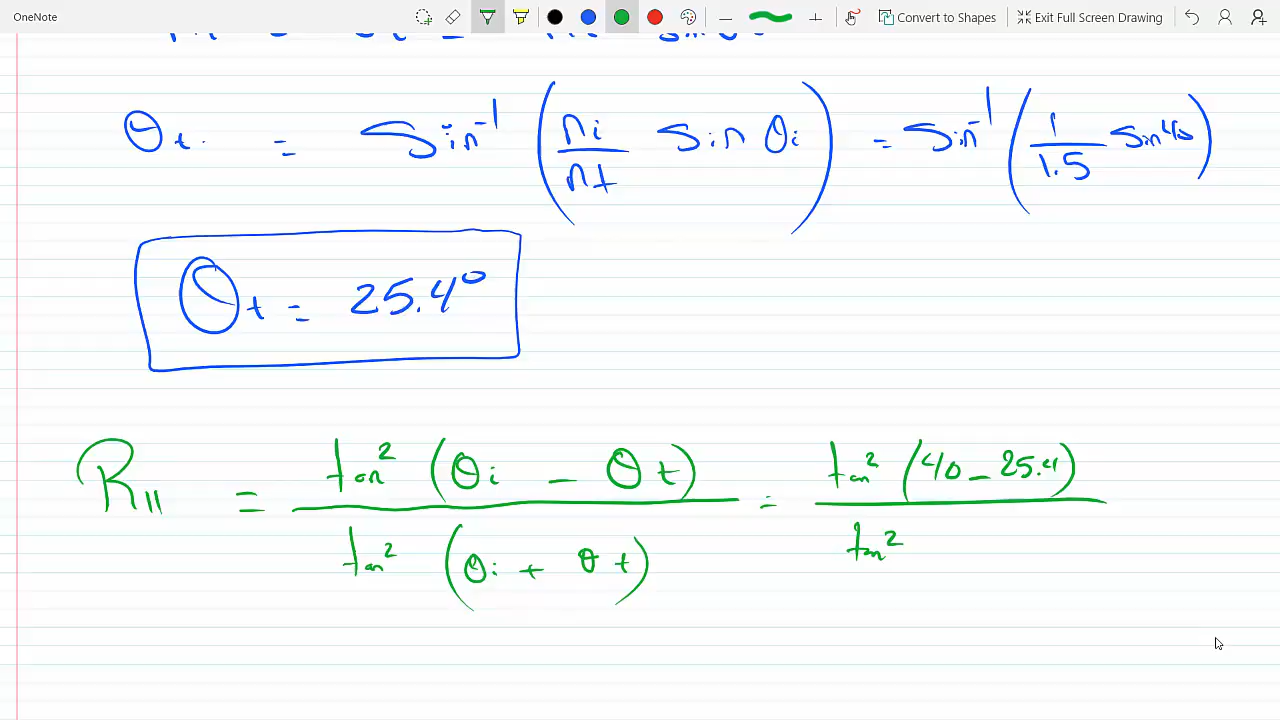 OneNote
Convert to Shapes
Exit Full Screen Drawing
θt = Sin⁻¹ (ni/nt Sin θi) = Sin⁻¹ (1/1.5 Sin 40)
θt = 25.4°
R|| = tan² (θi - θt) / tan² (θi + θt) = tan² (40 - 25.4) / tan²